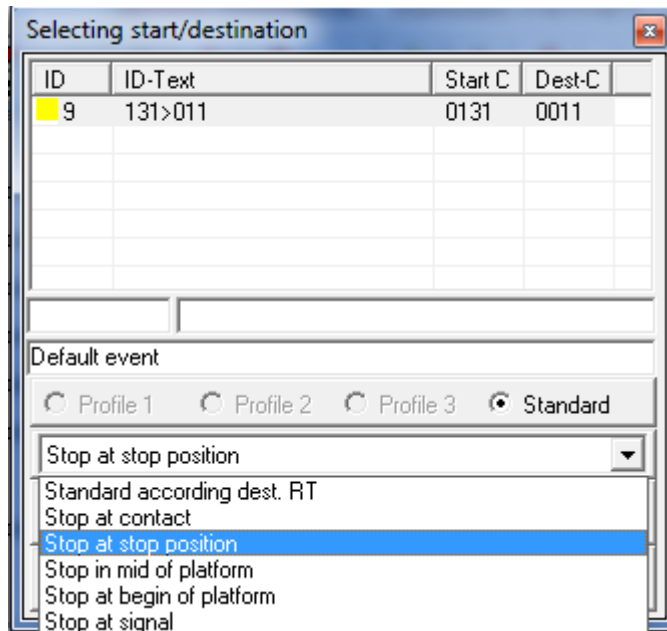 Selecting start/destination
ID ID-Text Start C Dest-C
9 131>011 0131 0011
Default event
Profile 1 Profile 2 Profile 3 Standard
Stop at stop position
Standard according dest. RT
Stop at contact
Stop at stop position
Stop in mid of platform
Stop at begin of platform
Stop at signal